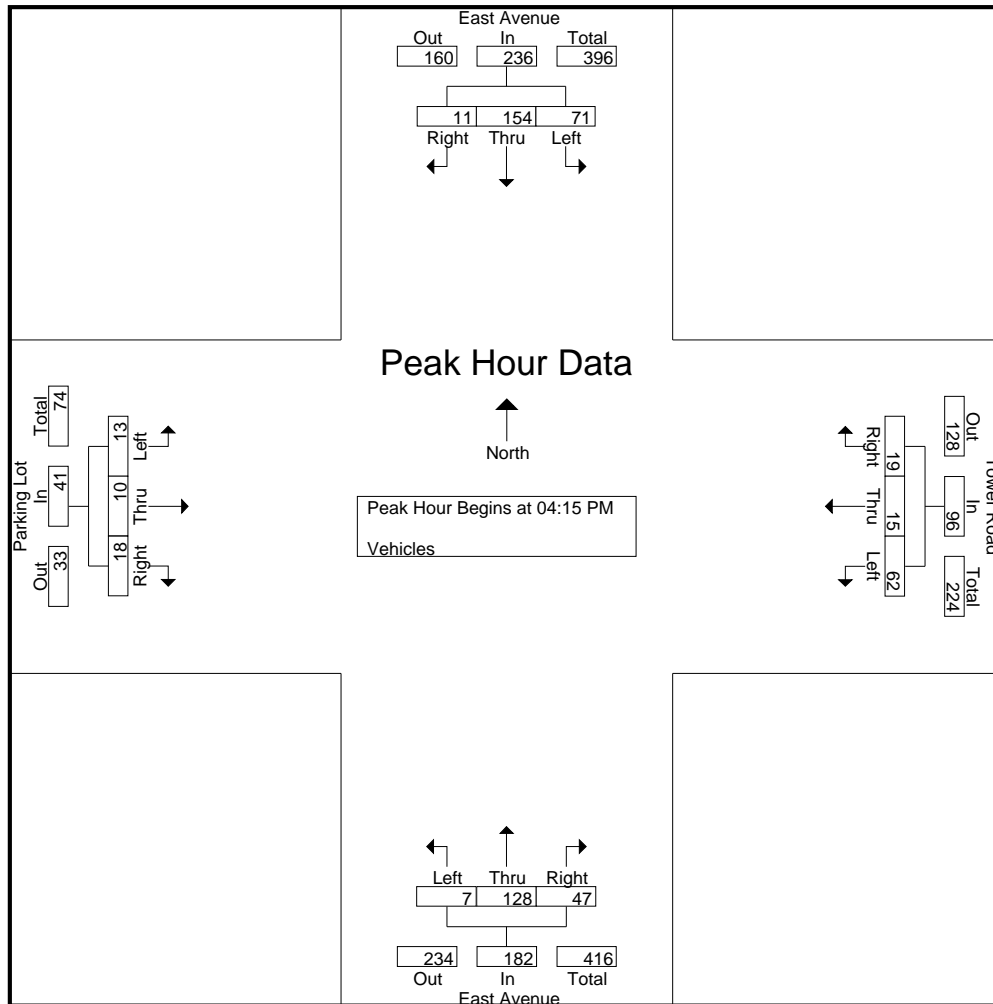 East Avenue
Out In Total
160 236 396
11 154 71
Right Thru Left
Peak Hour Data
North
Peak Hour Begins at 04:15 PM
Vehicles
Parking Lot
Out In Total
33 41 74
18 10 13
Right Thru Left
Tower Road
Out In Total
128 96 224
19 15 62
Right Thru Left
Left Thru Right
7 128 47
234 182 416
Out In Total
East Avenue